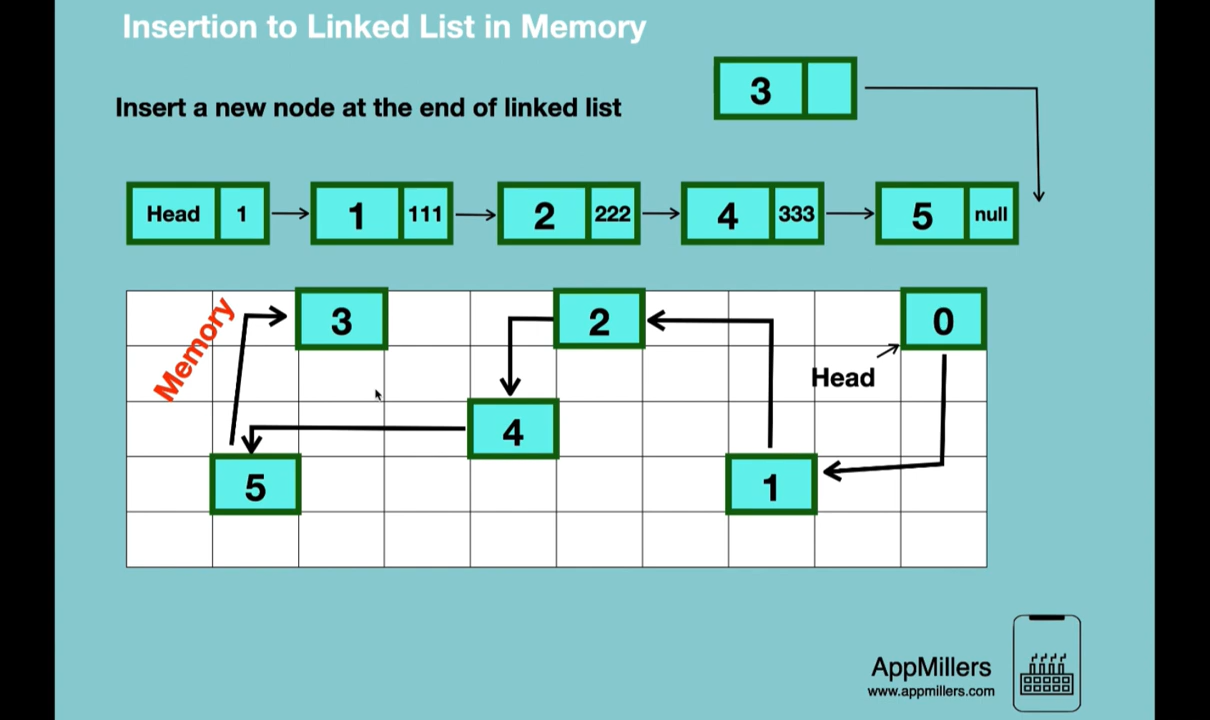 Insertion to Linked List in Memory
3
Insert a new node at the end of linked list
Head 1 1 111 2 222 4 333 5 null
Memory 3 2 0
Head
4
5 1
AppMillers
www.appmillers.com